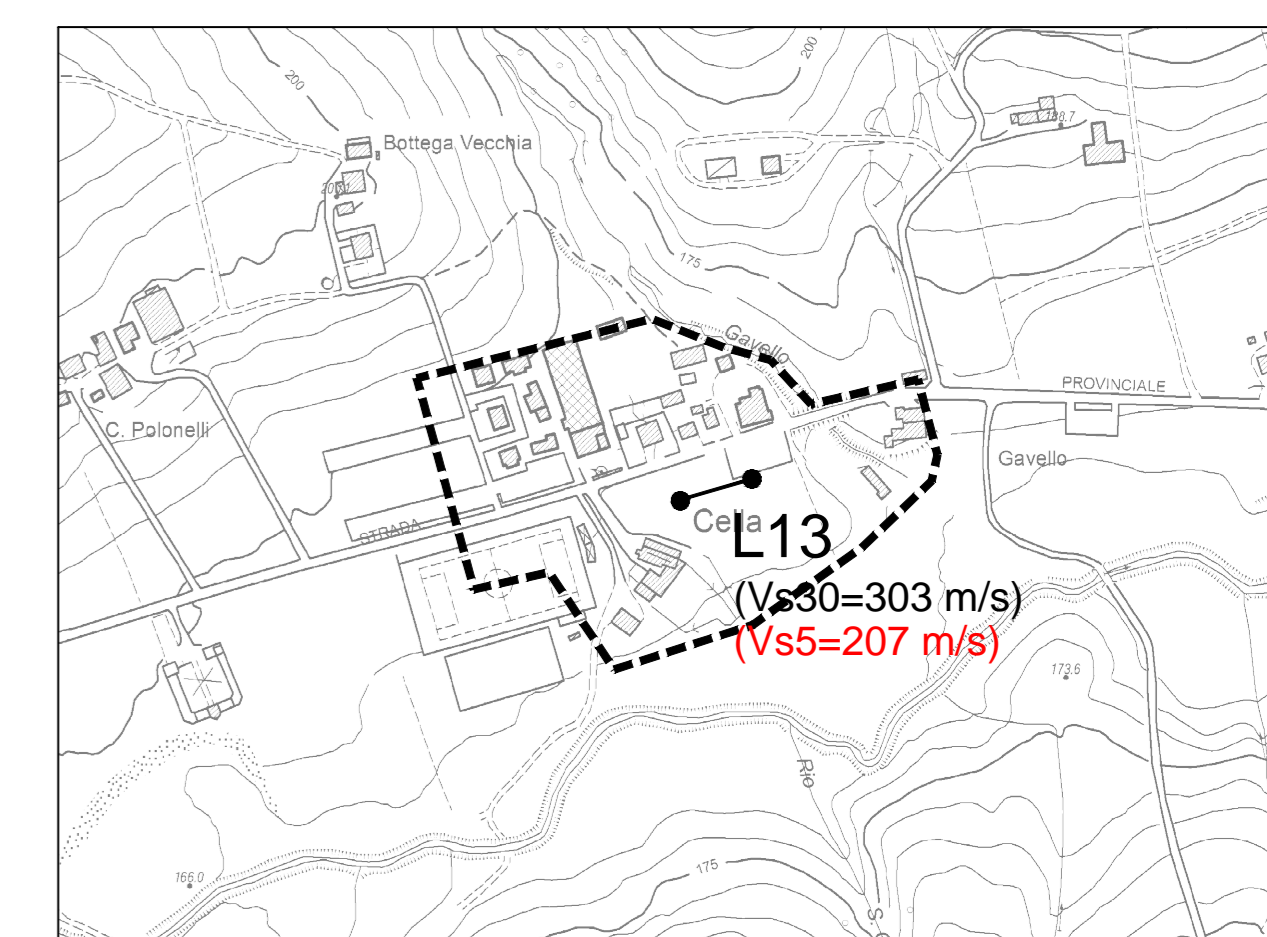 200
200
Bottega Vecchia
188.7
175
Gavello
PROVINCIALE
C. Polonelli
Gavello
STRADA
Cella
L13
(Vs30=303 m/s)
(Vs5=207 m/s)
173.6
Rio
175
166.0
S.